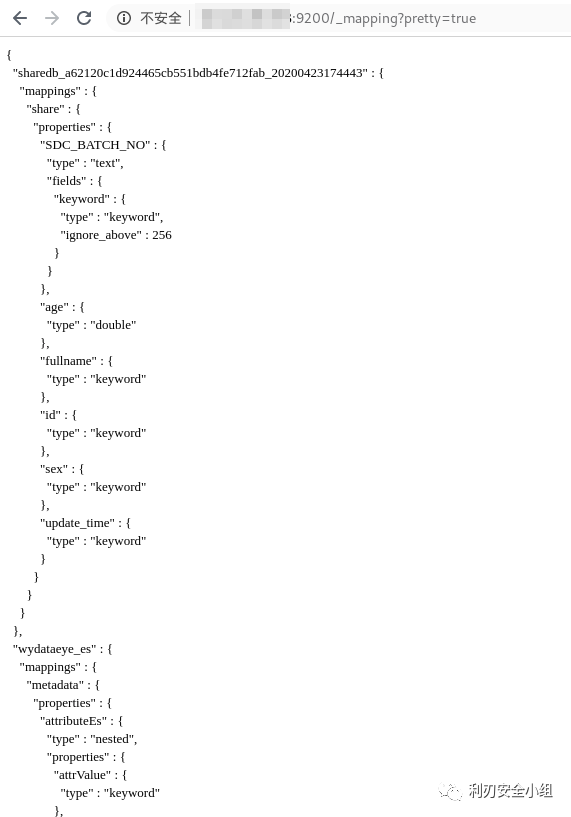 不安全 :9200/_mapping?pretty=true
{
"sharedb_a62120c1d924465cb551bdb4fe712fab_20200423174443" : {
"mappings" : {
"share" : {
"properties" : {
"SDC_BATCH_NO" : {
"type" : "text",
"fields" : {
"keyword" : {
"type" : "keyword",
"ignore_above" : 256
}
}
},
"age" : {
"type" : "double"
},
"fullname" : {
"type" : "keyword"
},
"id" : {
"type" : "keyword"
},
"sex" : {
"type" : "keyword"
},
"update_time" : {
"type" : "keyword"
}
}
}
}
},
"wydataeye_es" : {
"mappings" : {
"metadata" : {
"properties" : {
"attributeEs" : {
"type" : "nested",
"properties" : {
"attrValue" : {
"type" : "keyword"
},
利刃安全小组